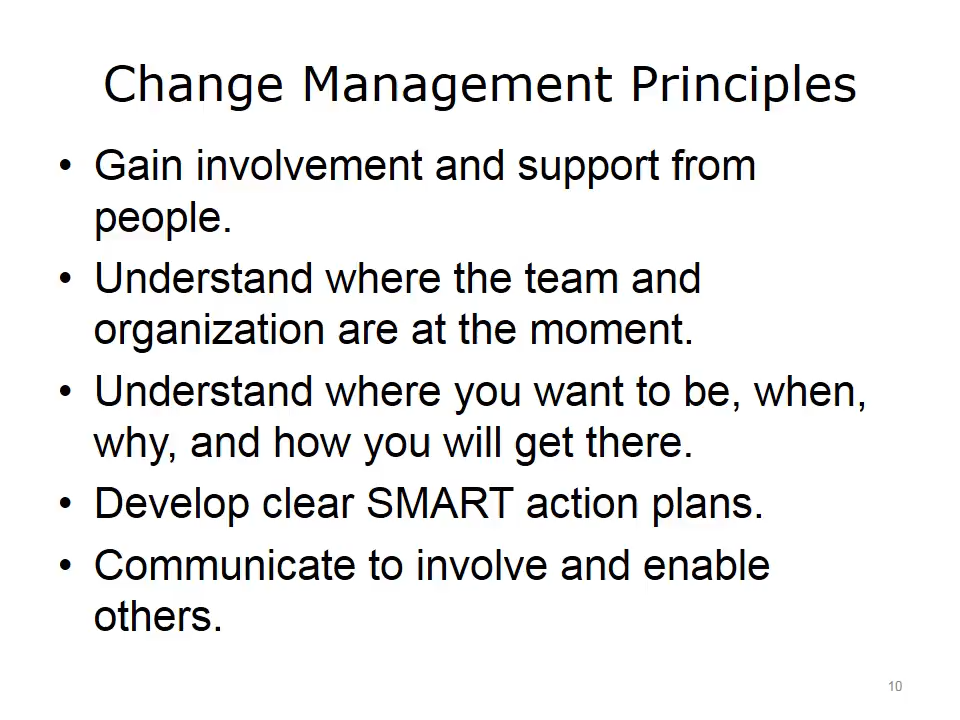 Change Management Principles
• Gain involvement and support from
people.
• Understand where the team and
organization are at the moment.
• Understand where you want to be, when,
why, and how you will get there.
• Develop clear SMART action plans.
• Communicate to involve and enable
others.
10